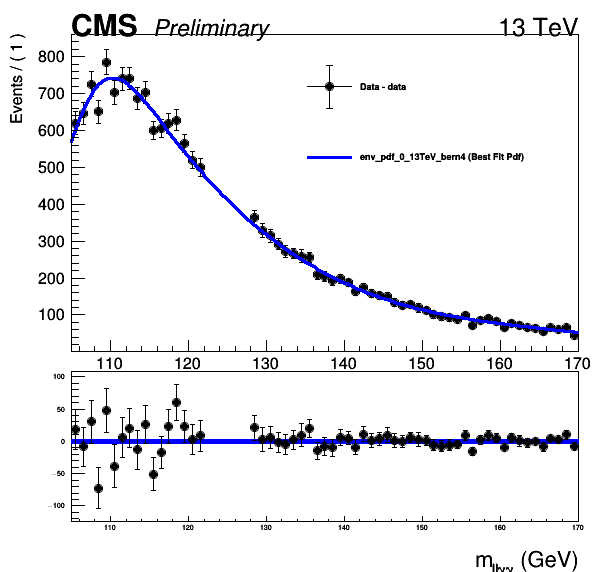 CMS Preliminary 13 TeV
Events / ( 1 )
800
700
600
500
400
300
200
100
Data - data
env_pdf_0_13TeV_bern4 (Best Fit Pdf)
110 120 130 140 150 160 170
100
50
0
−50
−100
110 120 130 140 150 160 170
m_llγγ (GeV)